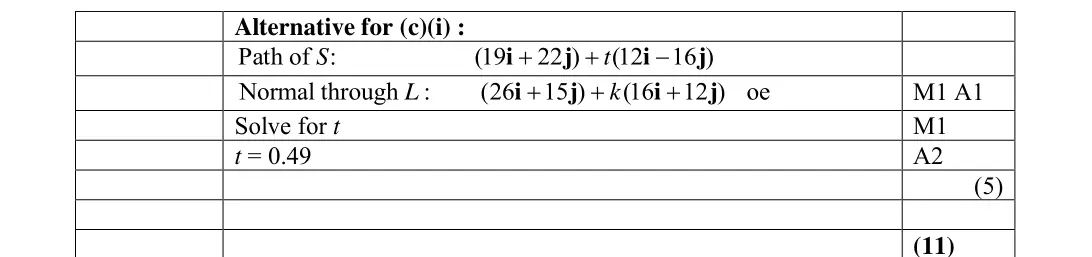 Alternative for (c)(i) :
Path of S: (19i + 22j) + t(12i − 16j)
Normal through L : (26i + 15j) + k(16i + 12j) oe M1 A1
Solve for t M1
t = 0.49 A2
(5)
(11)